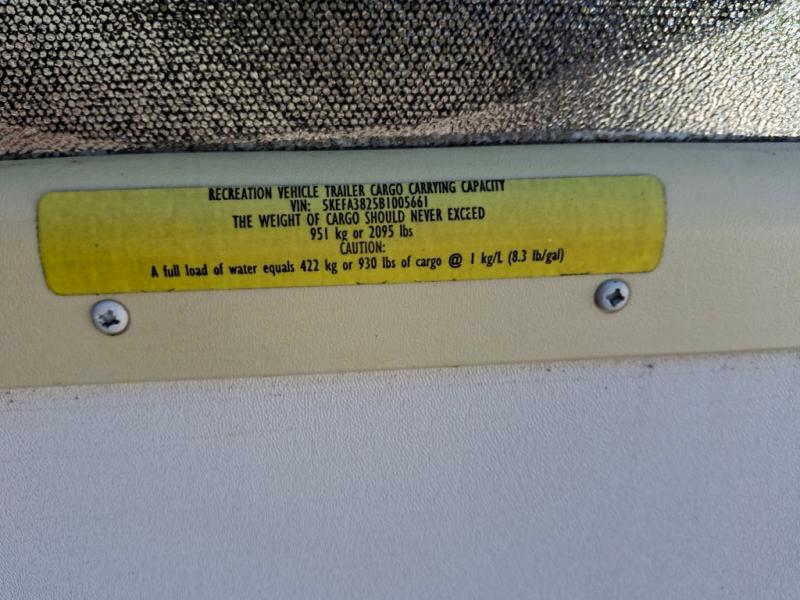 RECREATION VEHICLE TRAILER CARGO CARRYING CAPACITY
VIN: 5KEFA3825B1005661
THE WEIGHT OF CARGO SHOULD NEVER EXCEED
951 kg or 2095 lbs
CAUTION:
A full load of water equals 422 kg or 930 lbs of cargo @ 1 kg/L (8.3 lb/gal)